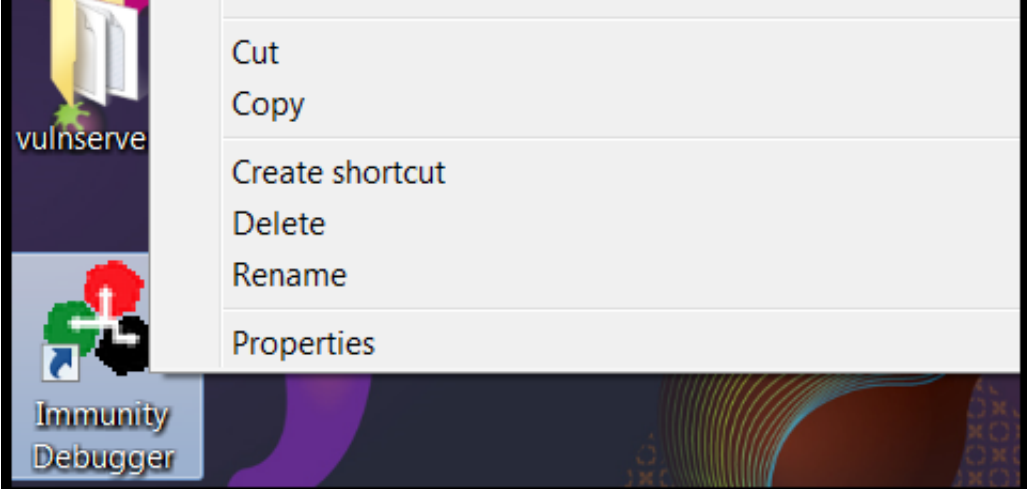 Cut
Copy
vulnserve
Create shortcut
Delete
Rename
Properties
Immunity
Debugger